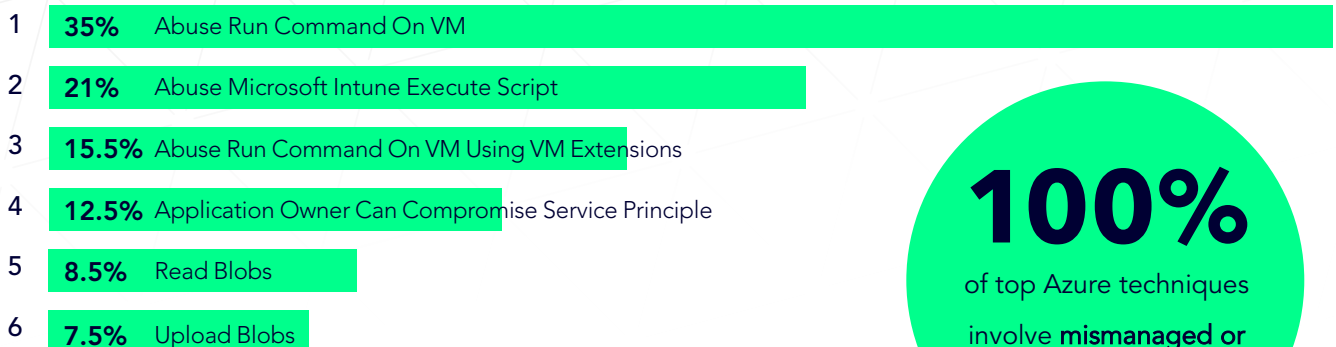 1 35% Abuse Run Command On VM
2 21% Abuse Microsoft Intune Execute Script
3 15.5% Abuse Run Command On VM Using VM Extensions
4 12.5% Application Owner Can Compromise Service Principle
5 8.5% Read Blobs
6 7.5% Upload Blobs
100%
of top Azure techniques
involve mismanaged or